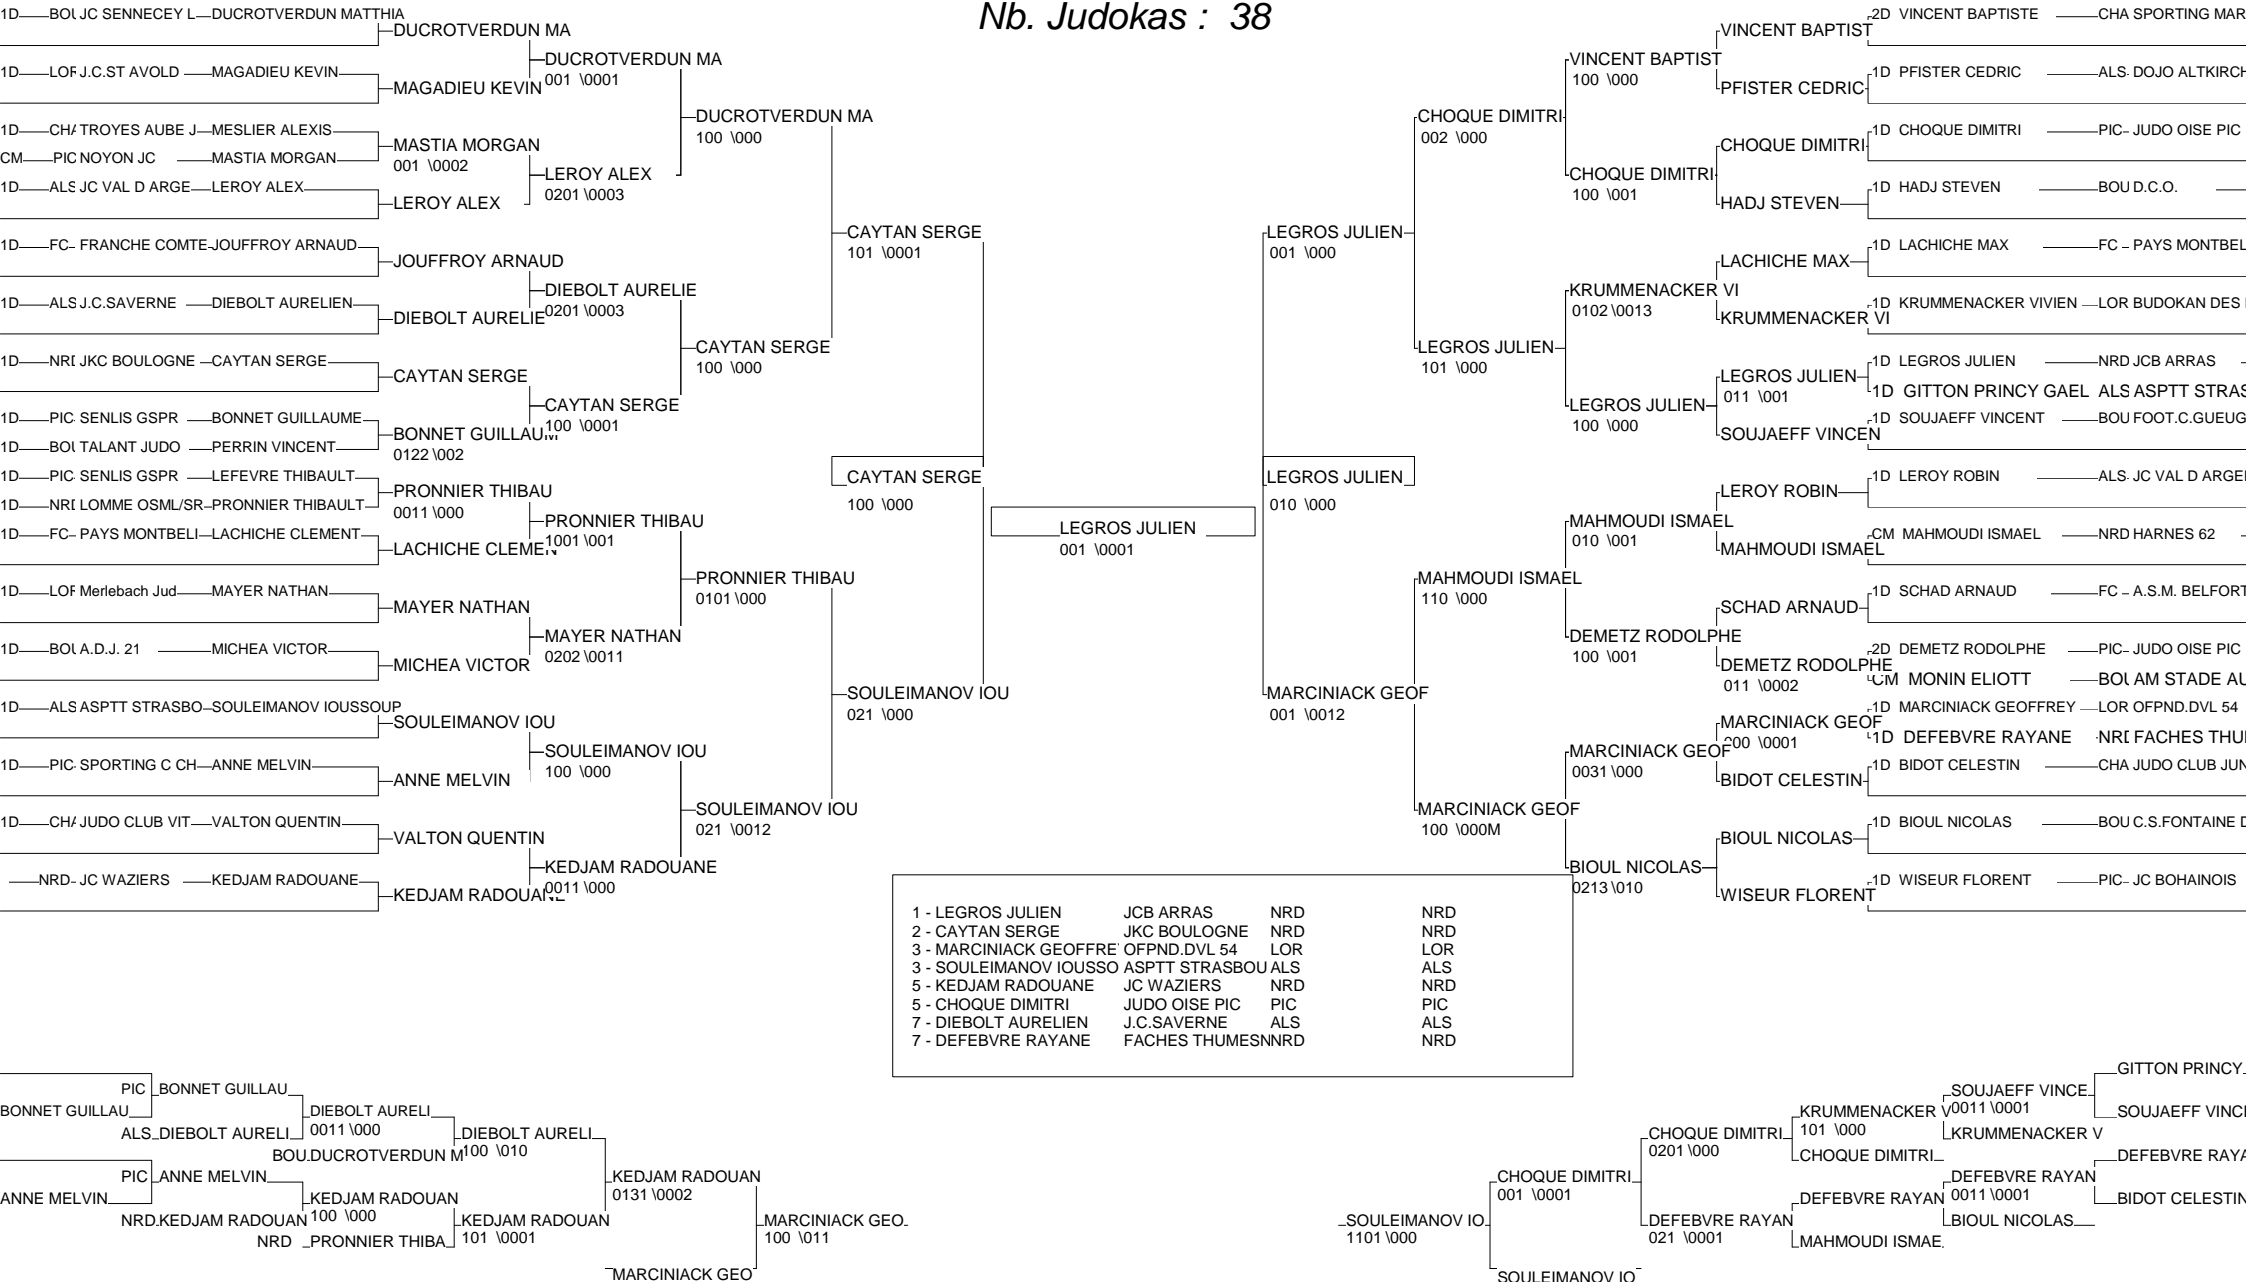 Nb. Judokas : 38
1D BOU JC SENNECEY L DUCROTVERDUN MATTHIA
DUCROTVERDUN MA
DUCROTVERDUN MA
001 \0001
1D LOR J.C.ST AVOLD MAGADIEU KEVIN
MAGADIEU KEVIN
DUCROTVERDUN MA
100 \000
1D CHA TROYES AUBE J MESLIER ALEXIS
MASTIA MORGAN
001 \0002
CM PIC NOYON JC MASTIA MORGAN
LEROY ALEX
0201 \0003
1D ALS JC VAL D ARGE LEROY ALEX
LEROY ALEX
CAYTAN SERGE
101 \0001
1D FC- FRANCHE COMTE JOUFFROY ARNAUD
JOUFFROY ARNAUD
DIEBOLT AURELIE
0201 \0003
1D ALS J.C.SAVERNE DIEBOLT AURELIEN
DIEBOLT AURELIE
CAYTAN SERGE
100 \000
1D NRD JKC BOULOGNE CAYTAN SERGE
CAYTAN SERGE
CAYTAN SERGE
100 \0001
1D PIC SENLIS GSPR BONNET GUILLAUME
BONNET GUILLAUM
0122 \002
1D BOU TALANT JUDO PERRIN VINCENT
1D PIC SENLIS GSPR LEFEVRE THIBAULT
PRONNIER THIBAU
0011 \000
1D NRD LOMME OSML/SR PRONNIER THIBAULT
PRONNIER THIBAU
1001 \001
1D FC- PAYS MONTBELI LACHICHE CLEMENT
LACHICHE CLEMEN
PRONNIER THIBAU
0101 \000
1D LOR Merlebach Jud MAYER NATHAN
MAYER NATHAN
MAYER NATHAN
0202 \0011
1D BOU A.D.J. 21 MICHEA VICTOR
MICHEA VICTOR
SOULEIMANOV IOU
021 \000
1D ALS ASPTT STRASBO SOULEIMANOV IOUSSOUP
SOULEIMANOV IOU
SOULEIMANOV IOU
100 \000
1D PIC SPORTING C CH ANNE MELVIN
ANNE MELVIN
SOULEIMANOV IOU
021 \0012
1D CHA JUDO CLUB VIT VALTON QUENTIN
VALTON QUENTIN
KEDJAM RADOUANE
0011 \000
NRD- JC WAZIERS KEDJAM RADOUANE
KEDJAM RADOUANE
CAYTAN SERGE
100 \000
LEGROS JULIEN
001 \0001
LEGROS JULIEN
010 \000
VINCENT BAPTIST
2D VINCENT BAPTISTE CHA SPORTING MAR
VINCENT BAPTIST
100 \000
PFISTER CEDRIC
1D PFISTER CEDRIC ALS- DOJO ALTKIRCH
CHOQUE DIMITRI
002 \000
CHOQUE DIMITRI
1D CHOQUE DIMITRI PIC- JUDO OISE PIC
CHOQUE DIMITRI
100 \001
HADJ STEVEN
1D HADJ STEVEN BOU D.C.O.
LEGROS JULIEN
001 \000
LACHICHE MAX
1D LACHICHE MAX FC - PAYS MONTBEL
KRUMMENACKER VI
0102 \0013
KRUMMENACKER VI
1D KRUMMENACKER VIVIEN LOR BUDOKAN DES
LEGROS JULIEN
101 \000
LEGROS JULIEN
011 \001
1D LEGROS JULIEN NRD JCB ARRAS
1D GITTON PRINCY GAEL ALS ASPTT STRAS
LEGROS JULIEN
100 \000
SOUJAEFF VINCEN
1D SOUJAEFF VINCENT BOU FOOT.C.GUEUG
LEROY ROBIN
1D LEROY ROBIN ALS- JC VAL D ARGE
MAHMOUDI ISMAEL
010 \001
MAHMOUDI ISMAEL
CM MAHMOUDI ISMAEL NRD HARNES 62
MAHMOUDI ISMAEL
110 \000
SCHAD ARNAUD
1D SCHAD ARNAUD FC - A.S.M. BELFORT
DEMETZ RODOLPHE
100 \001
DEMETZ RODOLPHE
011 \0002
2D DEMETZ RODOLPHE PIC- JUDO OISE PIC
CM MONIN ELIOTT BOU AM STADE AU
MARCINIACK GEOF
001 \0012
MARCINIACK GEOF
000 \0001
1D MARCINIACK GEOFFREY LOR OFPND.DVL 54
1D DEFEBVRE RAYANE NRD FACHES THU
MARCINIACK GEOF
0031 \000
BIDOT CELESTIN
1D BIDOT CELESTIN CHA JUDO CLUB JUN
MARCINIACK GEOF
100 \000M
BIOUL NICOLAS
1D BIOUL NICOLAS BOU C.S.FONTAINE D
BIOUL NICOLAS
0213 \010
WISEUR FLORENT
1D WISEUR FLORENT PIC- JC BOHAINOIS
1 - LEGROS JULIEN JCB ARRAS NRD NRD
2 - CAYTAN SERGE JKC BOULOGNE NRD NRD
3 - MARCINIACK GEOFFRE OFPND.DVL 54 LOR LOR
3 - SOULEIMANOV IOUSSO ASPTT STRASBOU ALS ALS
5 - KEDJAM RADOUANE JC WAZIERS NRD NRD
5 - CHOQUE DIMITRI JUDO OISE PIC PIC PIC
7 - DIEBOLT AURELIEN J.C.SAVERNE ALS ALS
7 - DEFEBVRE RAYANE FACHES THUMESN NRD NRD
PIC BONNET GUILLAU
BONNET GUILLAU
DIEBOLT AURELI
0011 \000
ALS DIEBOLT AURELI
DIEBOLT AURELI
100 \010
BOU DUCROTVERDUN M
PIC ANNE MELVIN
KEDJAM RADOUAN
0131 \0002
ANNE MELVIN
KEDJAM RADOUAN
100 \000
NRD KEDJAM RADOUAN
KEDJAM RADOUAN
101 \0001
MARCINIACK GEO
100 \011
NRD PRONNIER THIBA
MARCINIACK GEO
GITTON PRINCY
SOUJAEFF VINCE
0011 \0001
KRUMMENACKER V
101 \000
SOUJAEFF VINCE
CHOQUE DIMITRI
0201 \000
KRUMMENACKER V
CHOQUE DIMITRI
DEFEBVRE RAYA
CHOQUE DIMITRI
001 \0001
DEFEBVRE RAYAN
0011 \0001
DEFEBVRE RAYAN
BIDOT CELESTIN
SOULEIMANOV IO
1101 \000
DEFEBVRE RAYAN
021 \0001
BIOUL NICOLAS
MAHMOUDI ISMAE
SOULEIMANOV IO